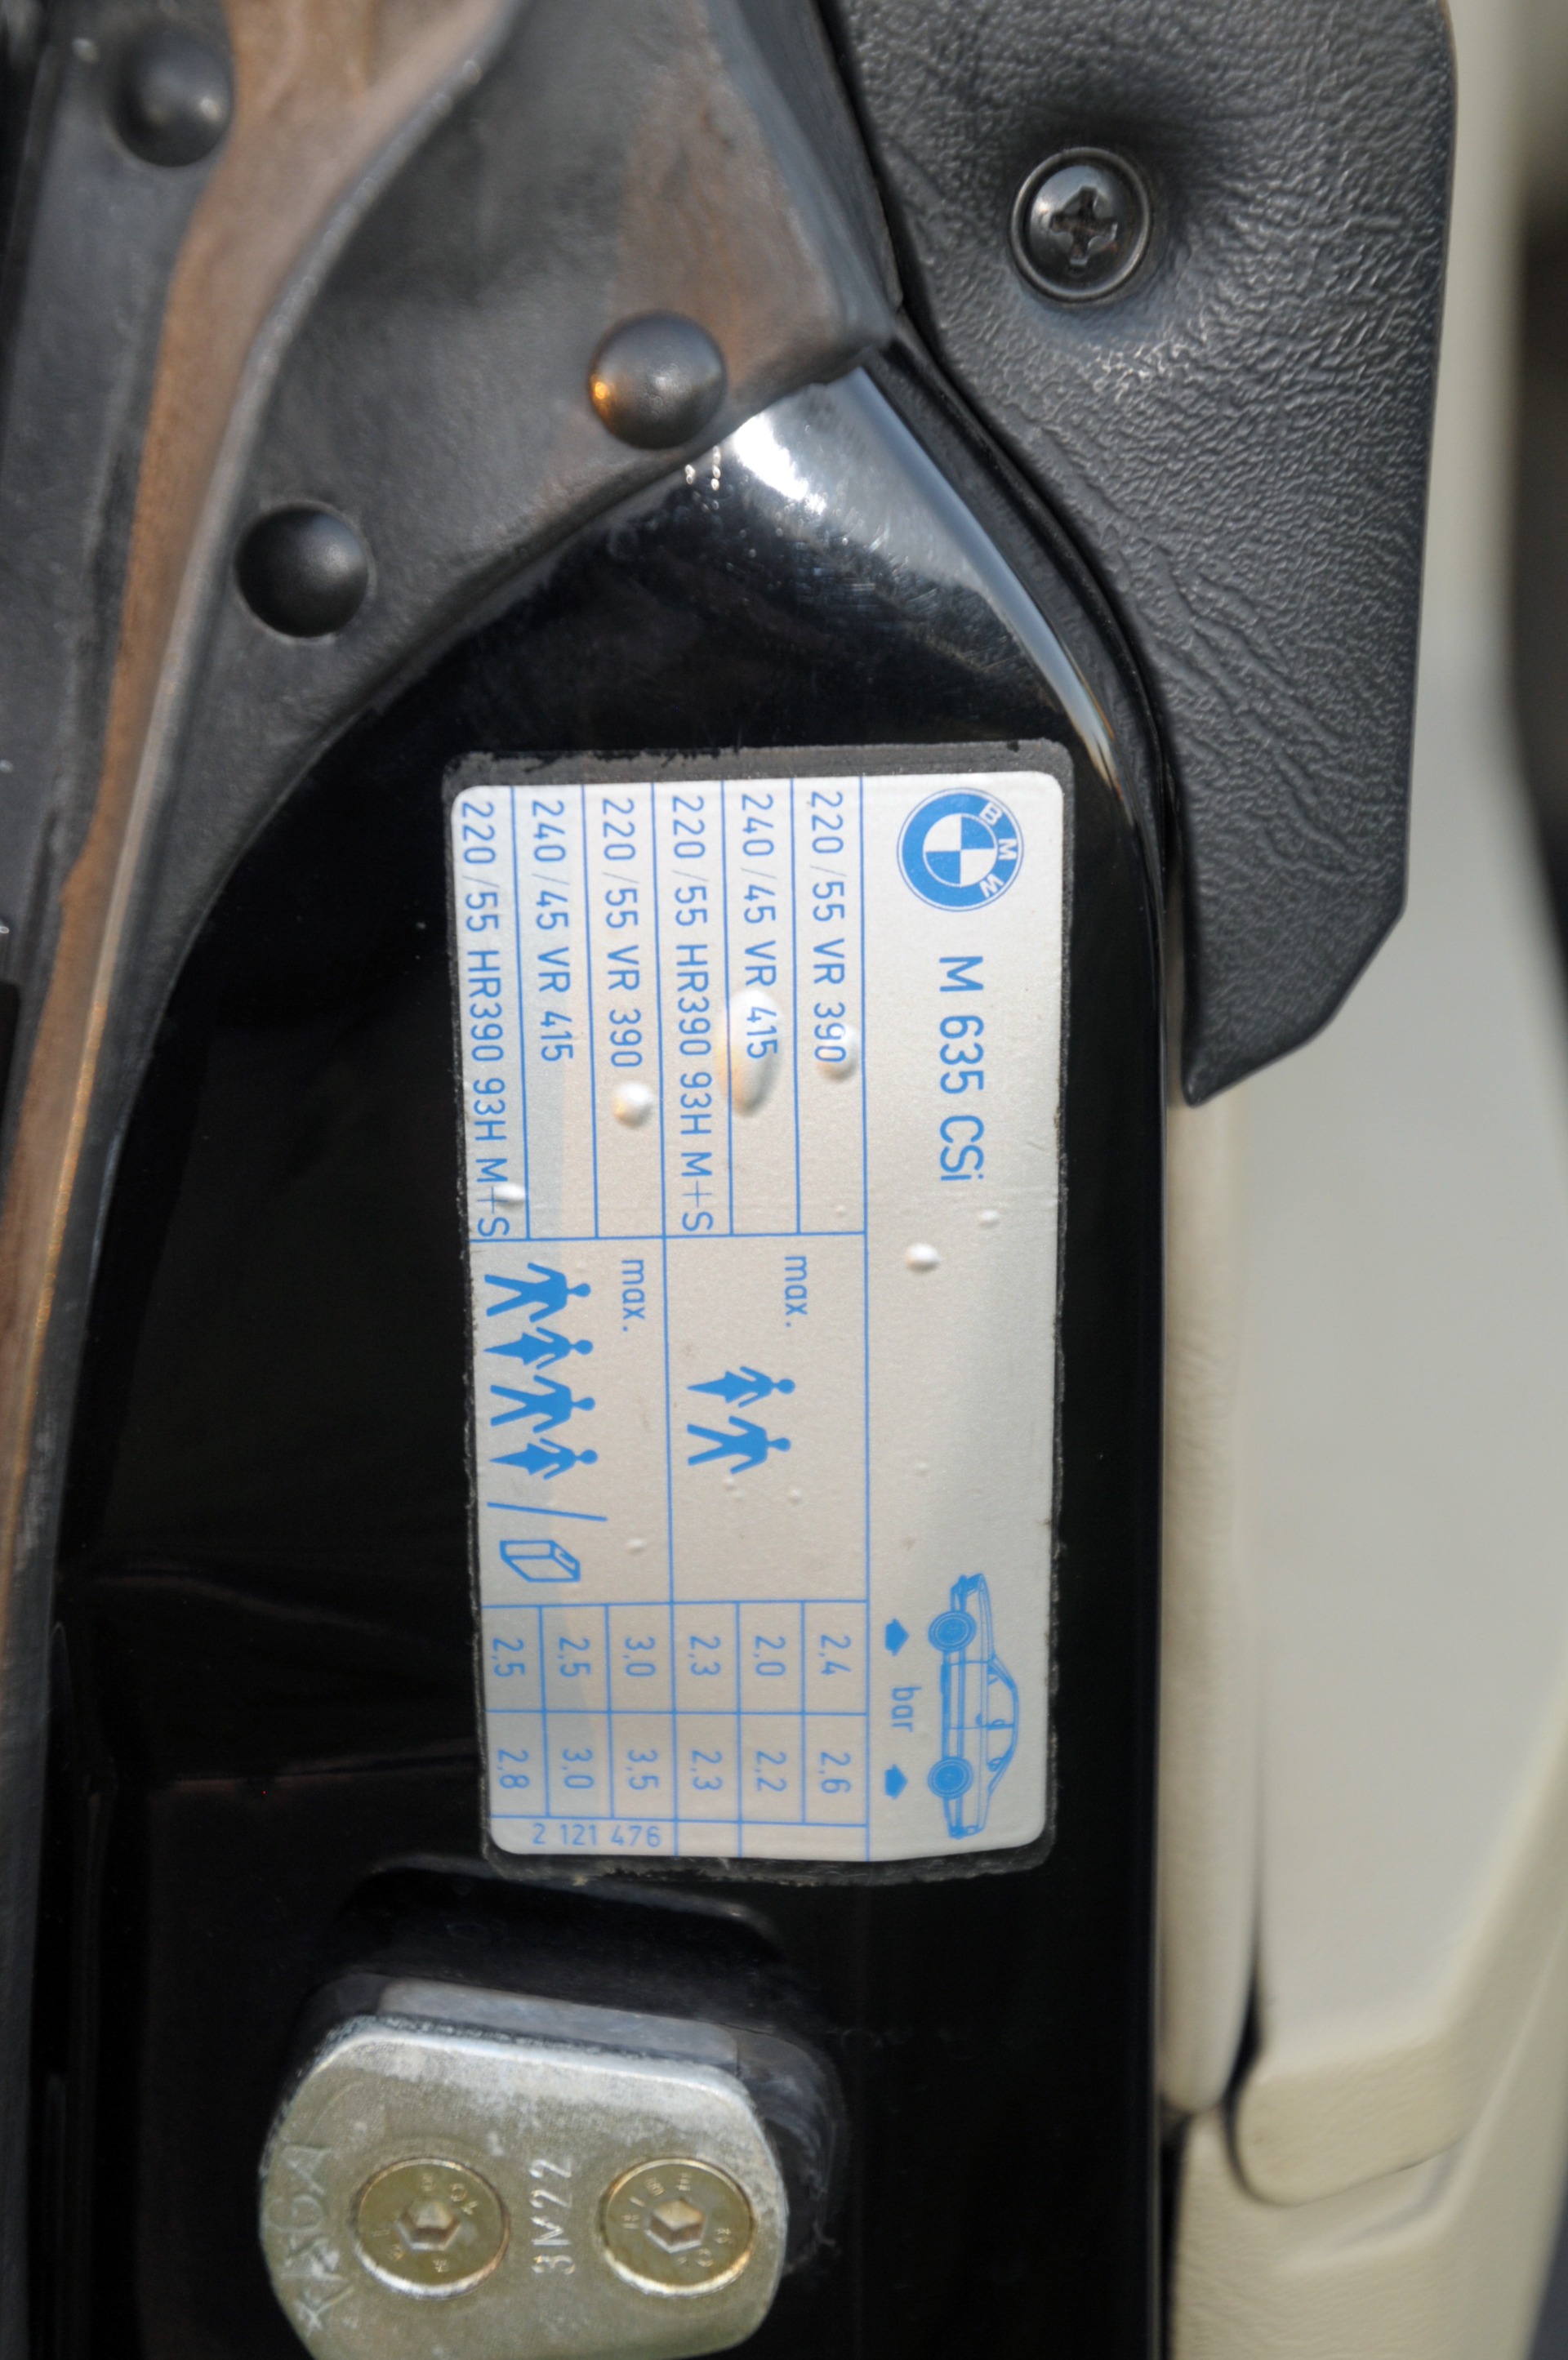 BMW
M 635 CSi
bar
220/55 VR 390 2,4 2,6
240/45 VR 415 max. 2,0 2,2
220/55 HR390 93H M+S 2,3 2,3
220/55 VR 390 max. 3,0 3,5
240/45 VR 415 2,5 3,0
220/55 HR390 93H M+S 2,5 2,8
2 121 476